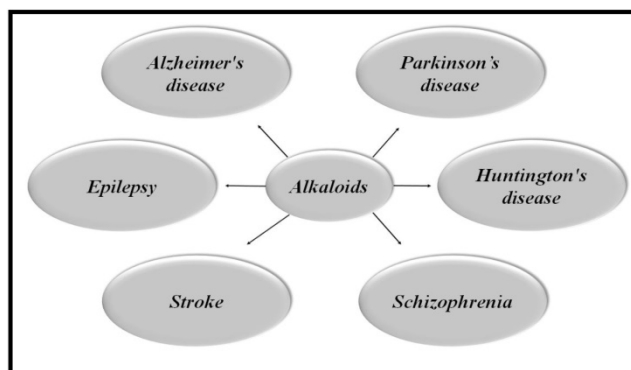 Alzheimer's
disease
Parkinson’s
disease
Epilepsy
Alkaloids
Huntington's
disease
Stroke
Schizophrenia